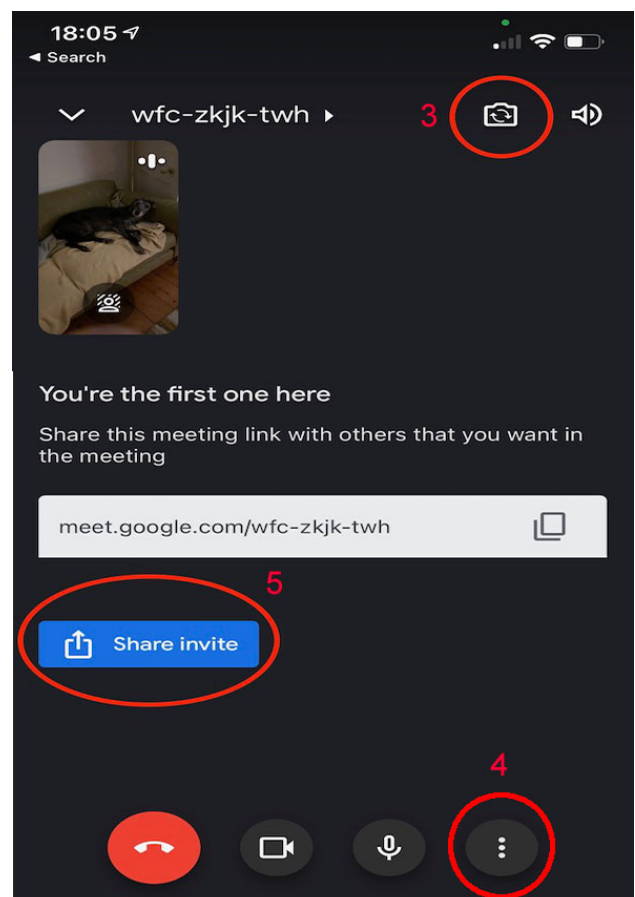 18:05
◀ Search
wfc-zkjk-twh ▸
3
You're the first one here
Share this meeting link with others that you want in
the meeting
meet.google.com/wfc-zkjk-twh
5
Share invite
4